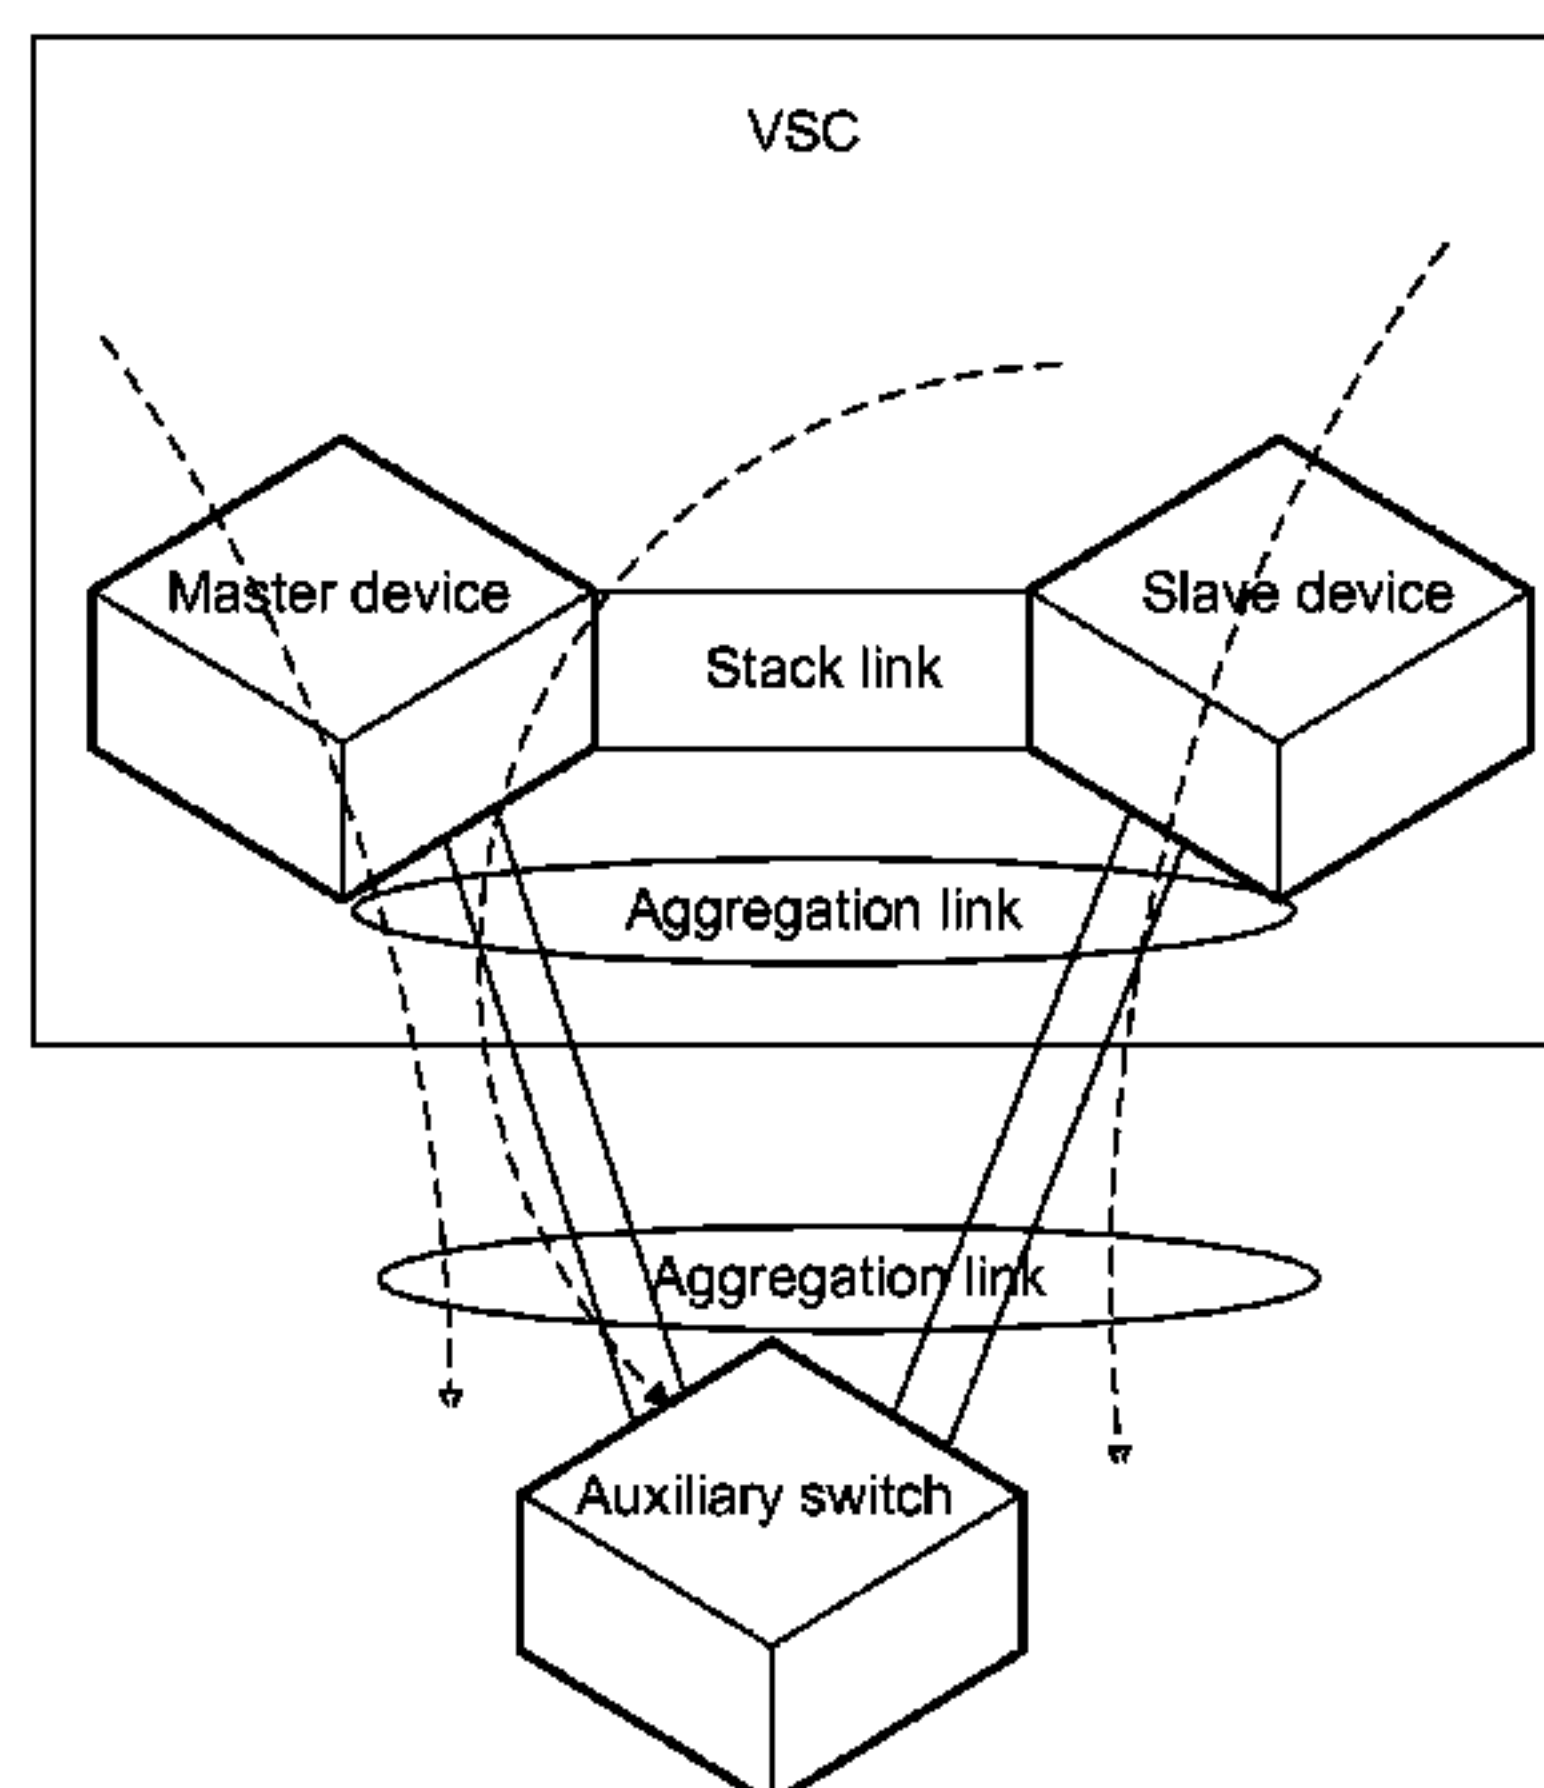 VSC
Master device
Slave device
Stack link
Aggregation link
Aggregation link
Auxiliary switch